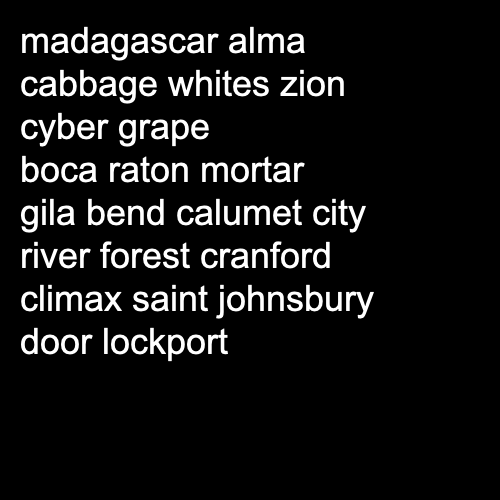 madagascar alma
cabbage whites zion
cyber grape
boca raton mortar
gila bend calumet city
river forest cranford
climax saint johnsbury
door lockport